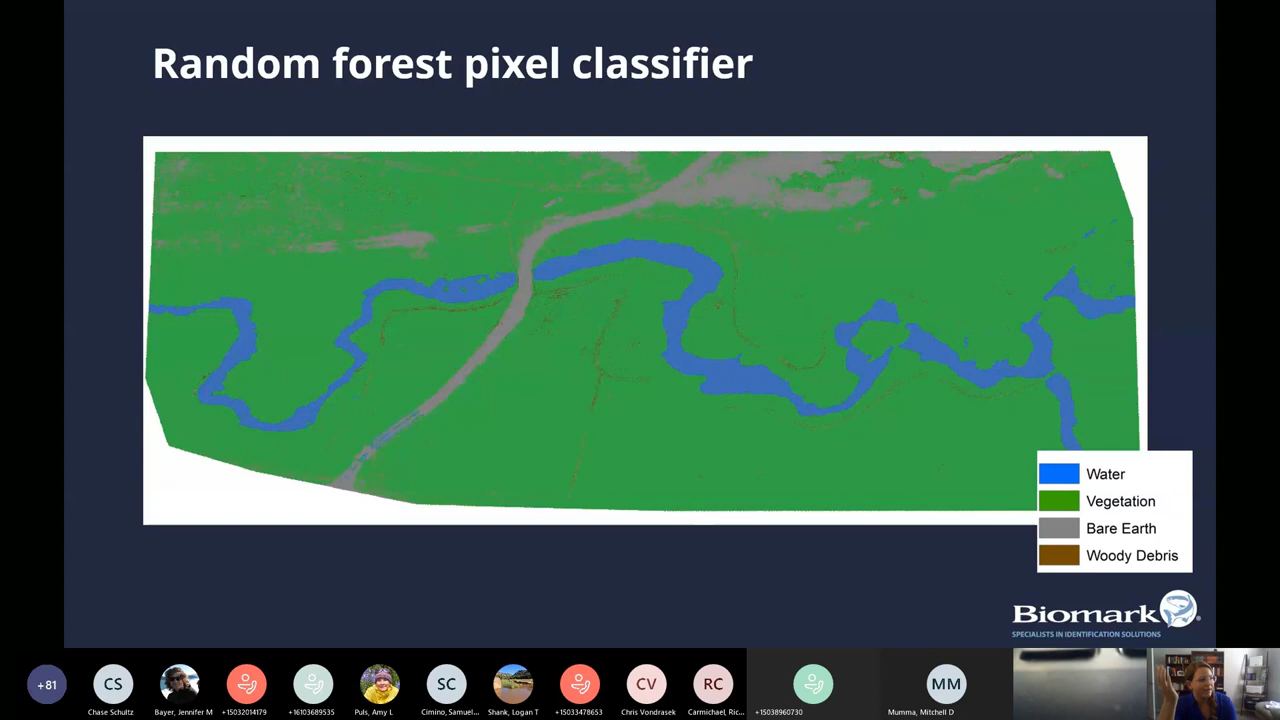 Random forest pixel classifier
Water
Vegetation
Bare Earth
Woody Debris
Biomark
SPECIALISTS IN IDENTIFICATION SOLUTIONS
+81
CS
SC
CV
RC
MM
Chase Schultz
Bayer, Jennifer M
+15032014179
+16103689535
Puls, Amy L
Cimino, Samuel...
Shank, Logan T
+15033478653
Chris Vondrasek
Carmichael, Ric...
+15038960730
Mumma, Mitchell D